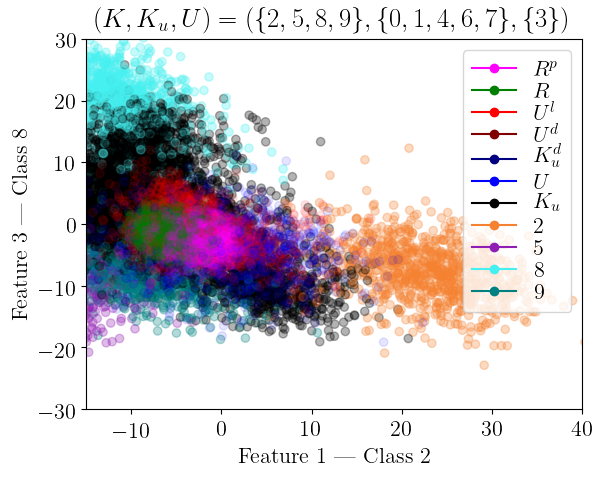 (K, K_u, U) = ({2, 5, 8, 9}, {0, 1, 4, 6, 7}, {3})
30
20
10
0
−10
−20
−30
Feature 3 — Class 8
R^p
R
U^l
U^d
K_u^d
U
K_u
2
5
8
9
−10
0
10
20
30
40
Feature 1 — Class 2